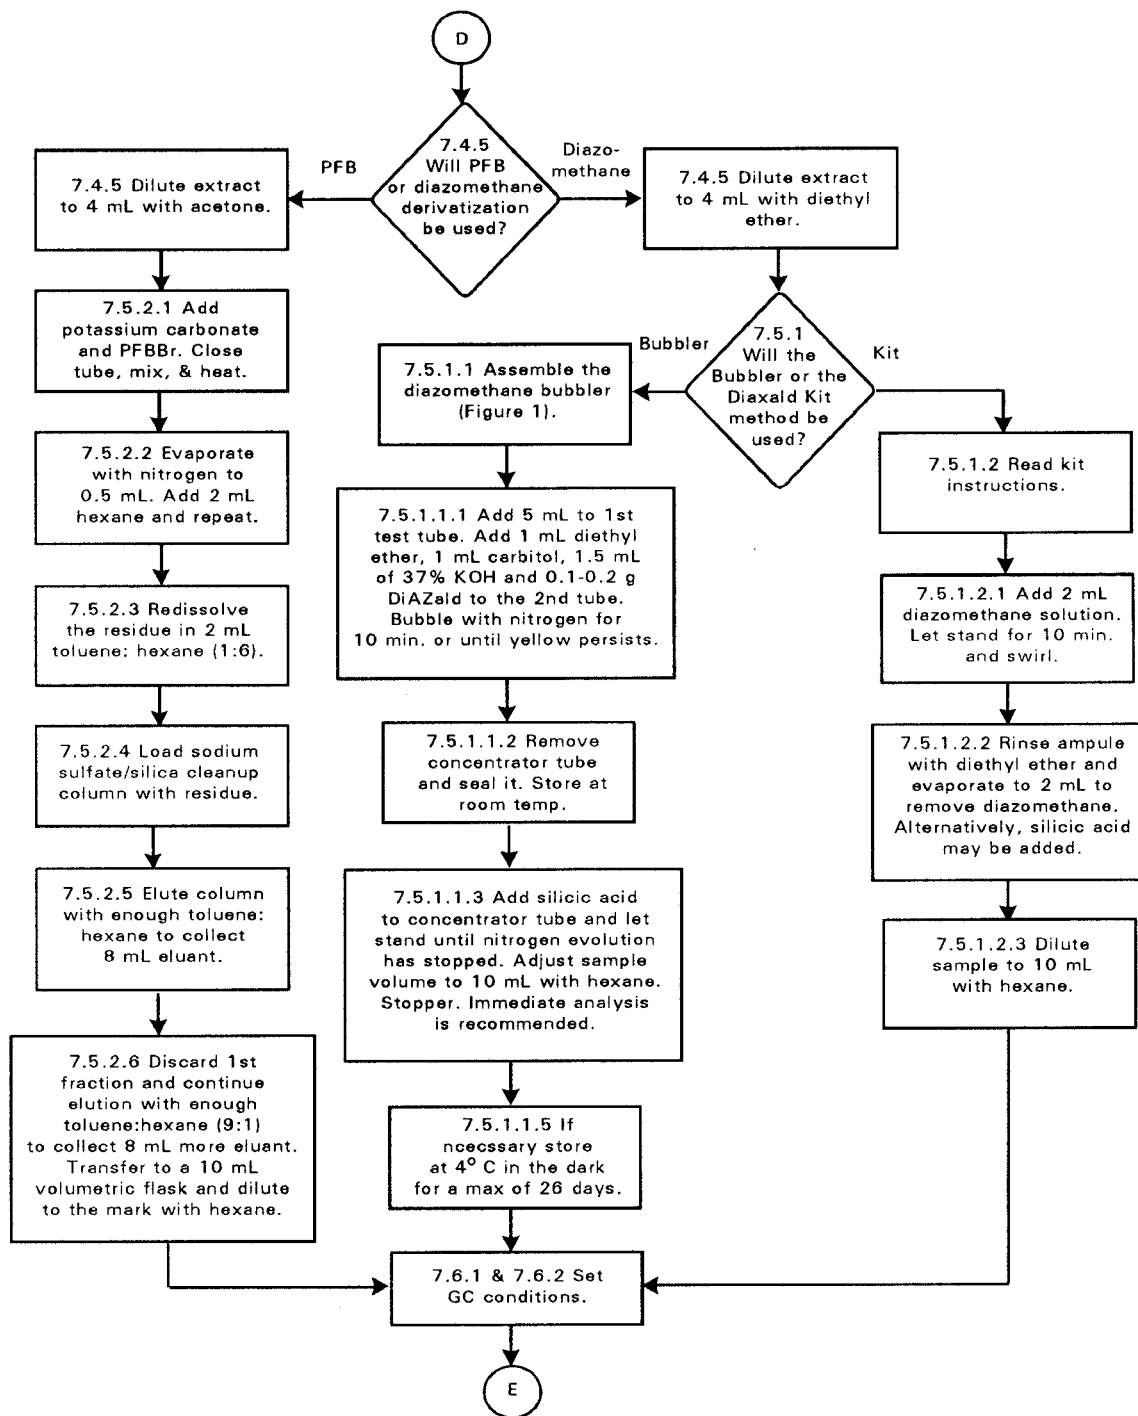 D
7.4.5
Will PFB
or diazomethane
derivatization
be used?
PFB
Diazo-
methane
7.4.5 Dilute extract
to 4 mL with acetone.
7.5.2.1 Add
potassium carbonate
and PFBBr. Close
tube, mix, & heat.
7.5.2.2 Evaporate
with nitrogen to
0.5 mL. Add 2 mL
hexane and repeat.
7.5.2.3 Redissolve
the residue in 2 mL
toluene: hexane (1:6).
7.5.2.4 Load sodium
sulfate/silica cleanup
column with residue.
7.5.2.5 Elute column
with enough toluene:
hexane to collect
8 mL eluant.
7.5.2.6 Discard 1st
fraction and continue
elution with enough
toluene:hexane (9:1)
to collect 8 mL more eluant.
Transfer to a 10 mL
volumetric flask and dilute
to the mark with hexane.
7.4.5 Dilute extract
to 4 mL with diethyl
ether.
7.5.1
Will the
Bubbler or the
Diaxald Kit
method be
used?
Bubbler
Kit
7.5.1.1 Assemble the
diazomethane bubbler
(Figure 1).
7.5.1.1.1 Add 5 mL to 1st
test tube. Add 1 mL diethyl
ether, 1 mL carbitol, 1.5 mL
of 37% KOH and 0.1-0.2 g
DiAZald to the 2nd tube.
Bubble with nitrogen for
10 min. or until yellow persists.
7.5.1.1.2 Remove
concentrator tube
and seal it. Store at
room temp.
7.5.1.1.3 Add silicic acid
to concentrator tube and let
stand until nitrogen evolution
has stopped. Adjust sample
volume to 10 mL with hexane.
Stopper. Immediate analysis
is recommended.
7.5.1.1.5 If
ncecssary store
at 4° C in the dark
for a max of 26 days.
7.5.1.2 Read kit
instructions.
7.5.1.2.1 Add 2 mL
diazomethane solution.
Let stand for 10 min.
and swirl.
7.5.1.2.2 Rinse ampule
with diethyl ether and
evaporate to 2 mL to
remove diazomethane.
Alternatively, silicic acid
may be added.
7.5.1.2.3 Dilute
sample to 10 mL
with hexane.
7.6.1 & 7.6.2 Set
GC conditions.
E